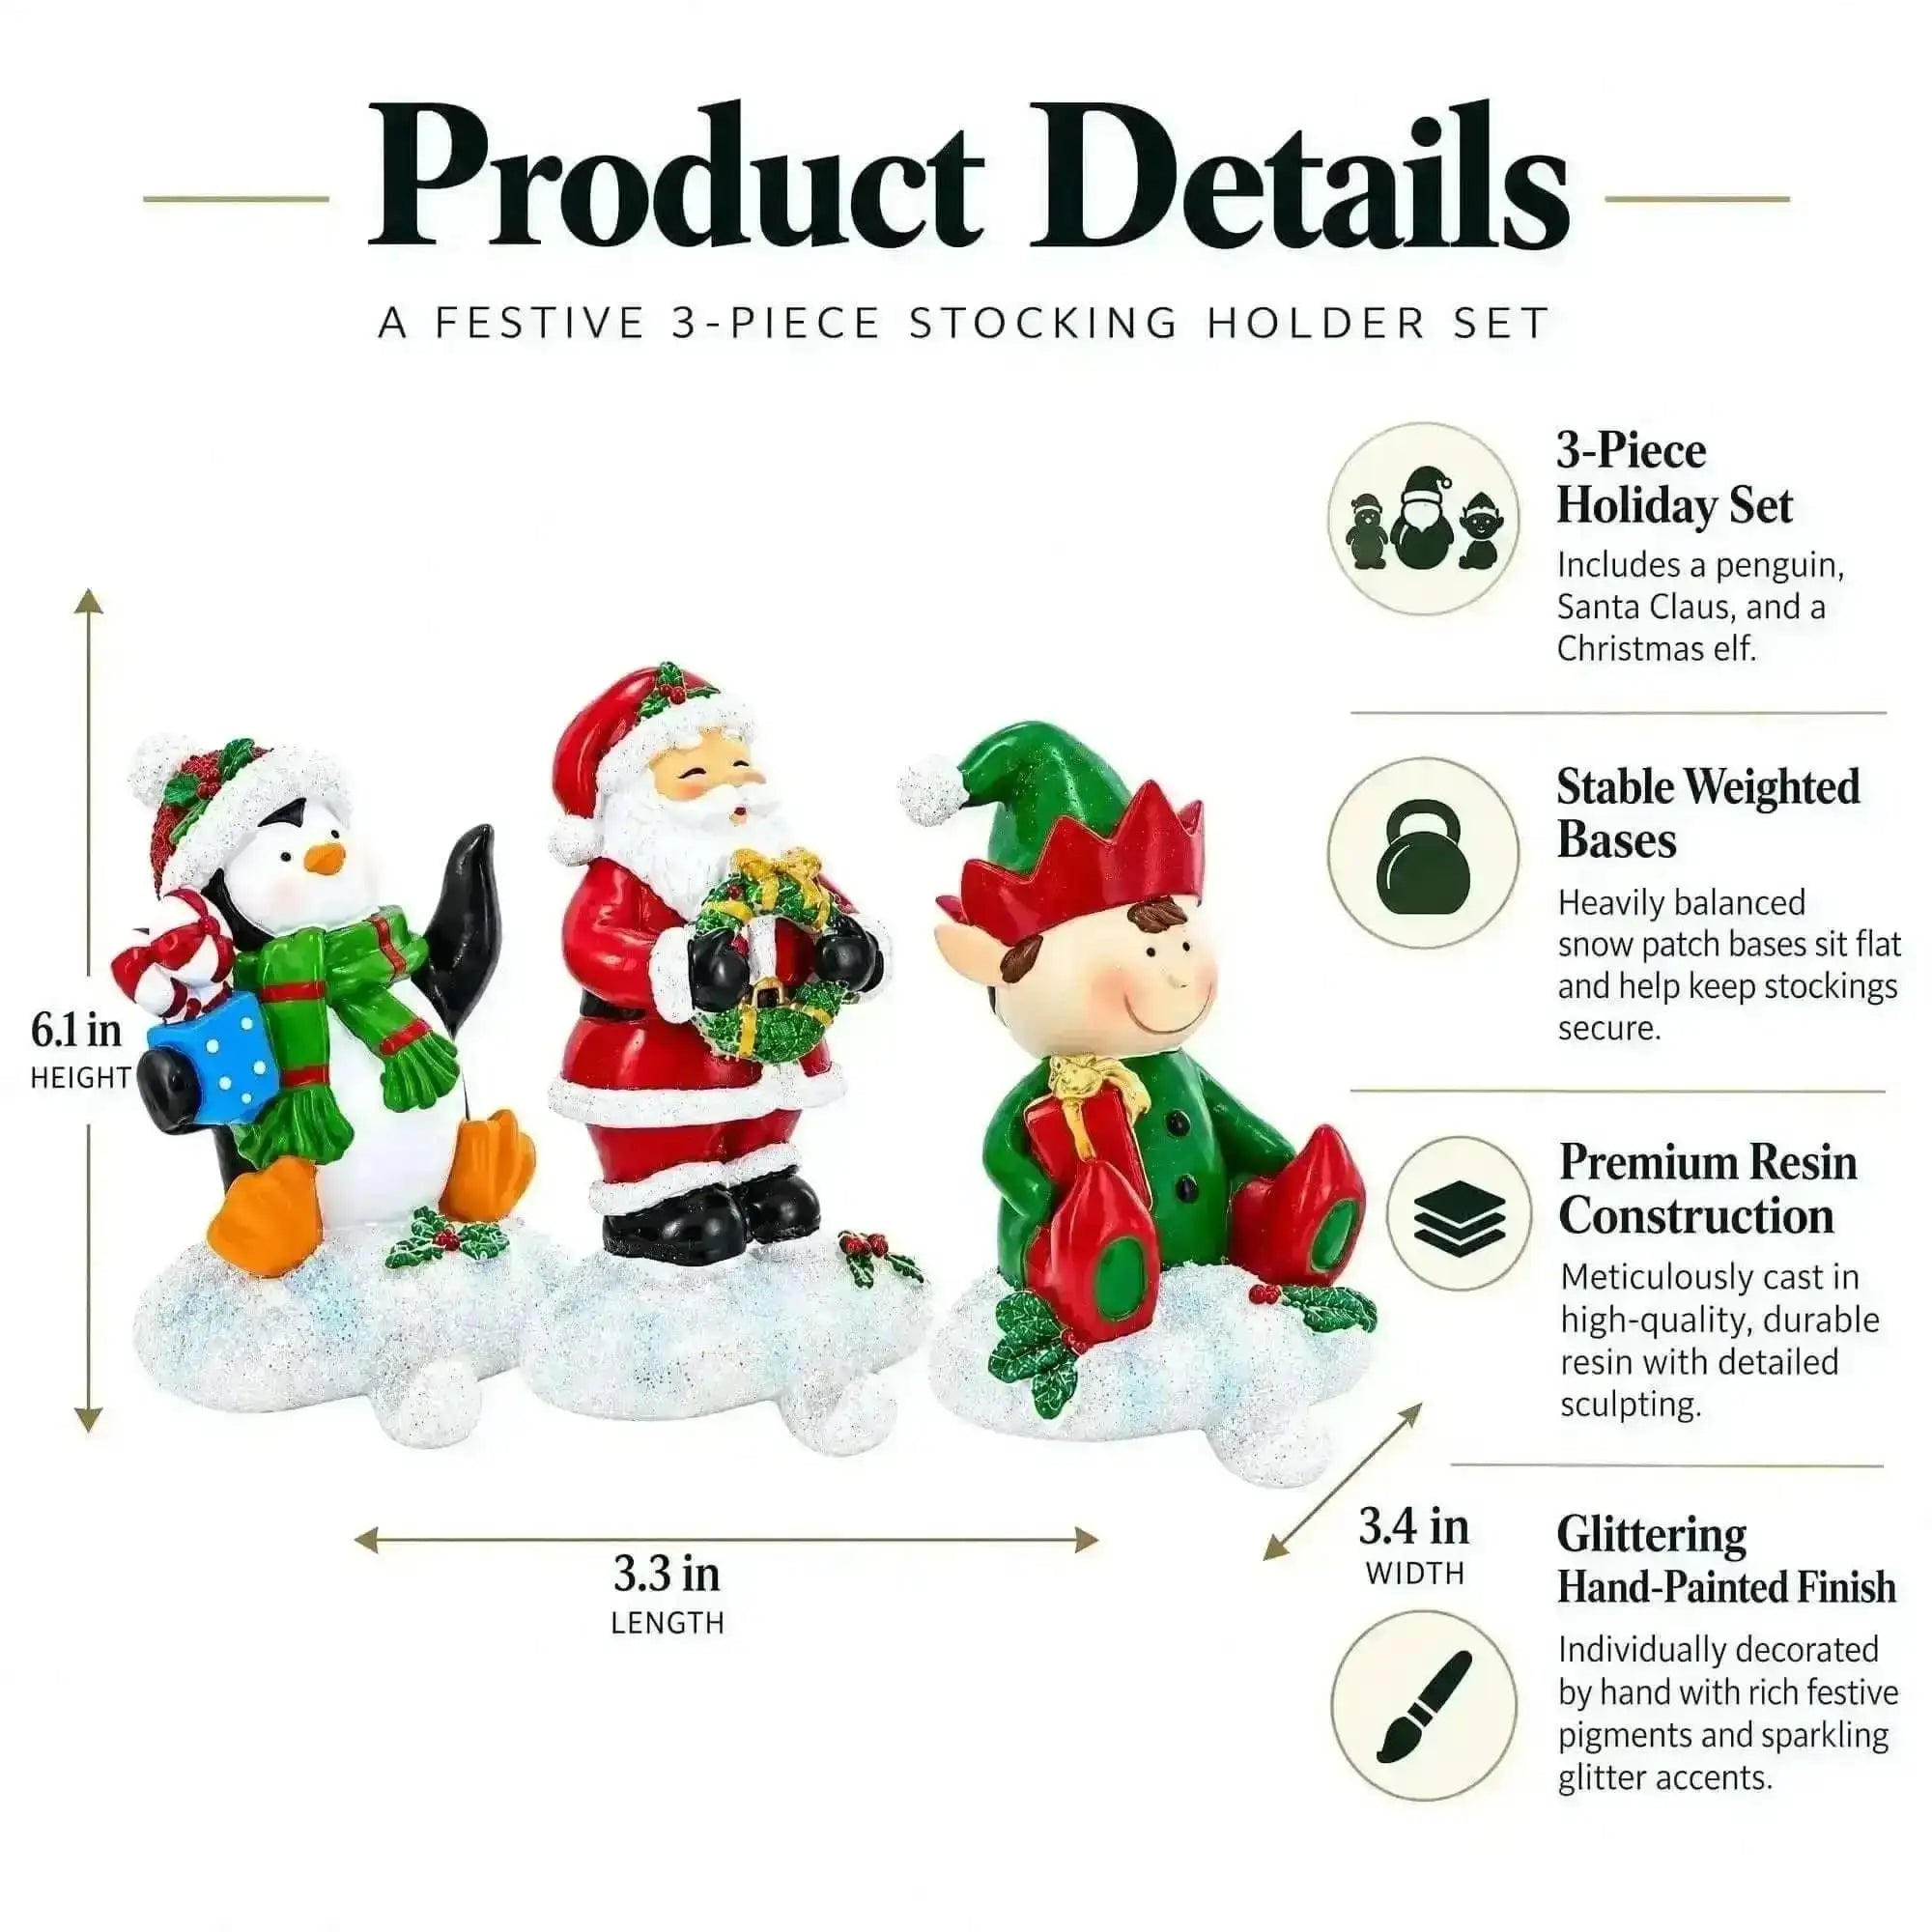 Product Details
A FESTIVE 3-PIECE STOCKING HOLDER SET
3-Piece
Holiday Set
Includes a penguin,
Santa Claus, and a
Christmas elf.
Stable Weighted
Bases
Heavily balanced
snow patch bases sit flat
and help keep stockings
secure.
6.1 in
HEIGHT
Premium Resin
Construction
Meticulously cast in
high-quality, durable
resin with detailed
sculpting.
3.3 in
LENGTH
3.4 in
WIDTH
Glittering
Hand-Painted Finish
Individually decorated
by hand with rich festive
pigments and sparkling
glitter accents.